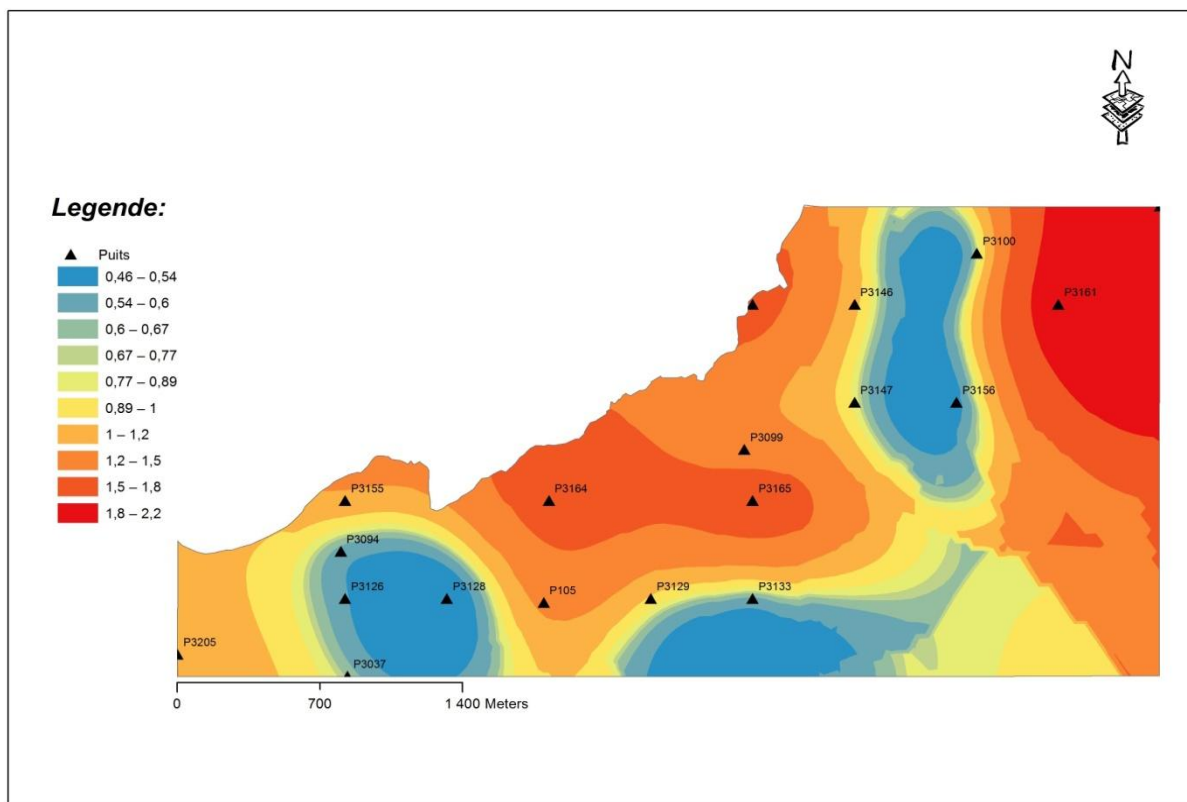 N
Legende:
Puits
0,46 – 0,54
0,54 – 0,6
0,6 – 0,67
0,67 – 0,77
0,77 – 0,89
0,89 – 1
1 – 1,2
1,2 – 1,5
1,5 – 1,8
1,8 – 2,2
P3100
P3146
P3161
P3147
P3156
P3099
P3155
P3164
P3165
P3094
P3126
P3128
P105
P3129
P3133
P3205
P3037
0 700 1 400 Meters